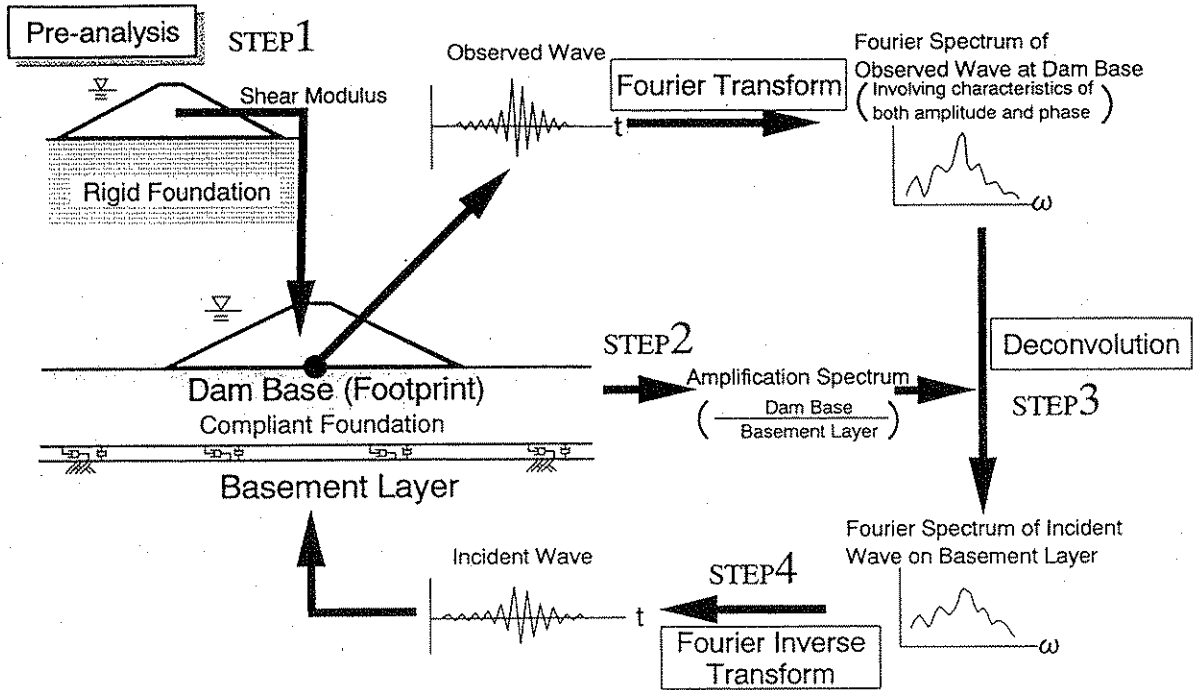 Pre-analysis
STEP1
Shear Modulus
Rigid Foundation
Observed Wave
t
Fourier Transform
Fourier Spectrum of
Observed Wave at Dam Base
(Involving characteristics of
both amplitude and phase)
ω
Dam Base (Footprint)
Compliant Foundation
Basement Layer
STEP2
Amplification Spectrum
(Dam Base
Basement Layer)
Deconvolution
STEP3
Fourier Spectrum of Incident
Wave on Basement Layer
ω
STEP4
Fourier Inverse
Transform
Incident Wave
t